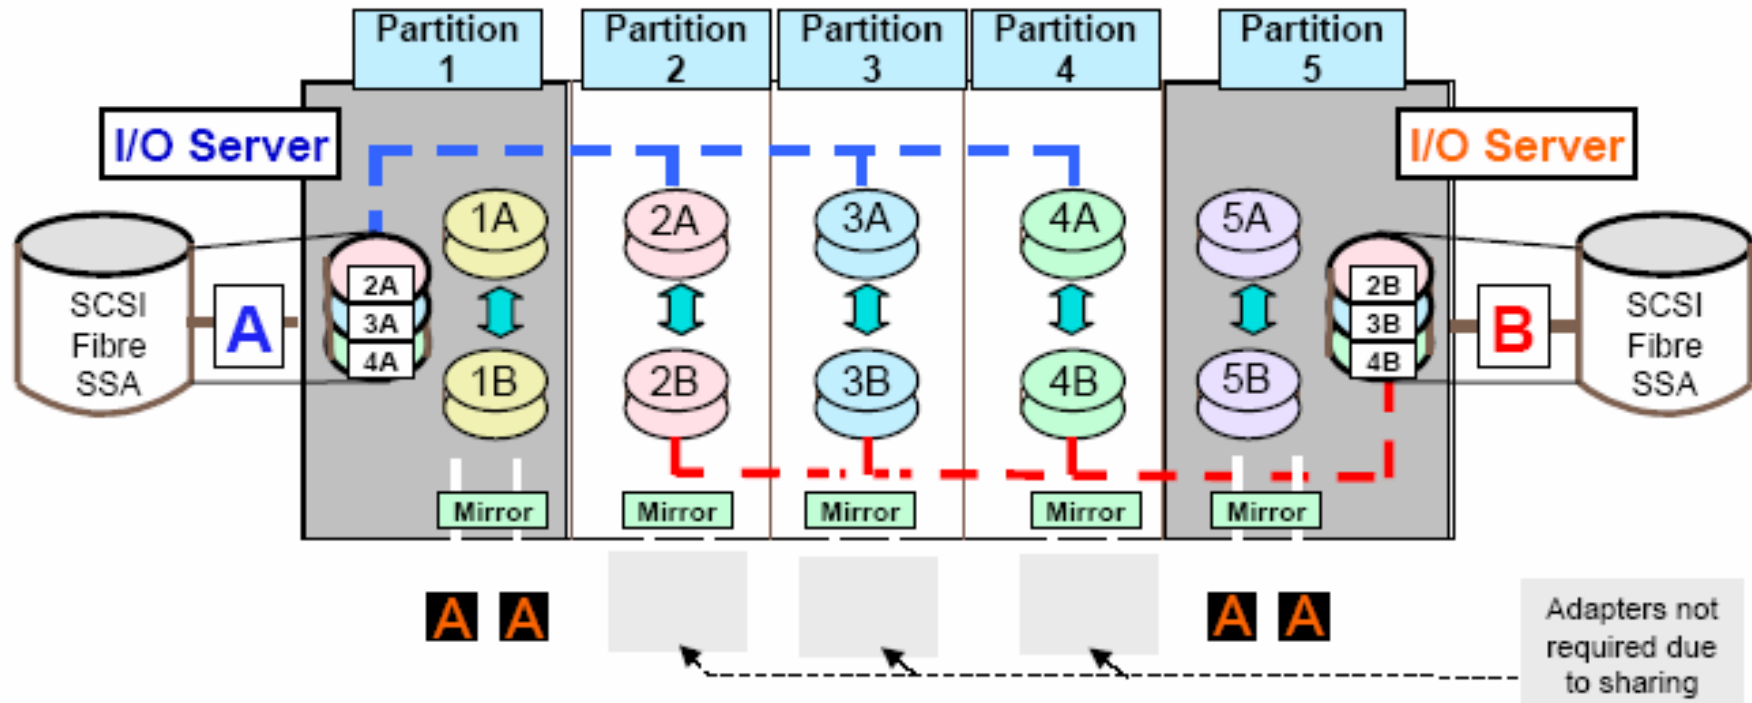 Partition
1
Partition
2
Partition
3
Partition
4
Partition
5
I/O Server
I/O Server
1A
2A
3A
4A
5A
SCSI
Fibre
SSA
A
2A
3A
4A
2B
3B
4B
B
SCSI
Fibre
SSA
1B
2B
3B
4B
5B
Mirror
Mirror
Mirror
Mirror
Mirror
A
A
A
A
Adapters not
required due
to sharing